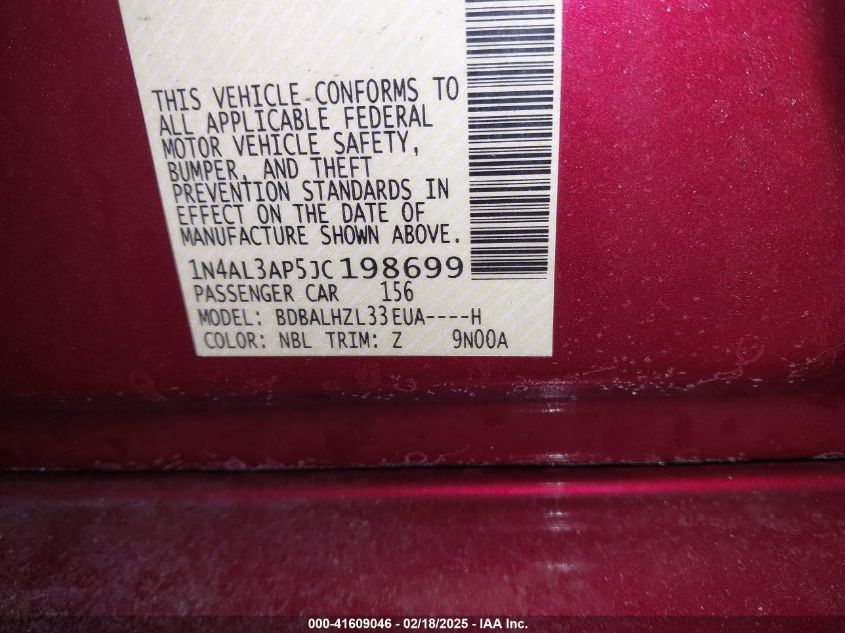 THIS VEHICLE CONFORMS TO
ALL APPLICABLE FEDERAL
MOTOR VEHICLE SAFETY,
BUMPER, AND THEFT
PREVENTION STANDARDS IN
EFFECT ON THE DATE OF
MANUFACTURE SHOWN ABOVE.
1N4AL3AP5JC198699
PASSENGER CAR 156
MODEL: BDBALHZL33EUA----H
COLOR: NBL TRIM: Z 9N00A
000-41609046 - 02/18/2025 - IAA Inc.